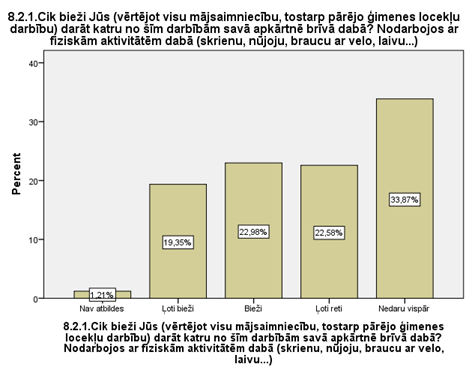 8.2.1.Cik bieži Jūs (vērtējot visu mājsaimniecību, tostarp pārējo ģimenes locekļu
darbību) darāt katru no šīm darbībām savā apkārtnē brīvā dabā? Nodarbojos ar
fiziskām aktivitātēm dabā (skrienu, nūjoju, braucu ar velo, laivu...)
Percent
40
30
20
10
0
1,21%
19,35%
22,98%
22,58%
33,87%
Nav atbildes
Ļoti bieži
Bieži
Ļoti reti
Nedaru vispār
8.2.1.Cik bieži Jūs (vērtējot visu mājsaimniecību, tostarp pārējo ģimenes
locekļu darbību) darāt katru no šīm darbībām savā apkārtnē brīvā dabā?
Nodarbojos ar fiziskām aktivitātēm dabā (skrienu, nūjoju, braucu ar velo,
laivu...)